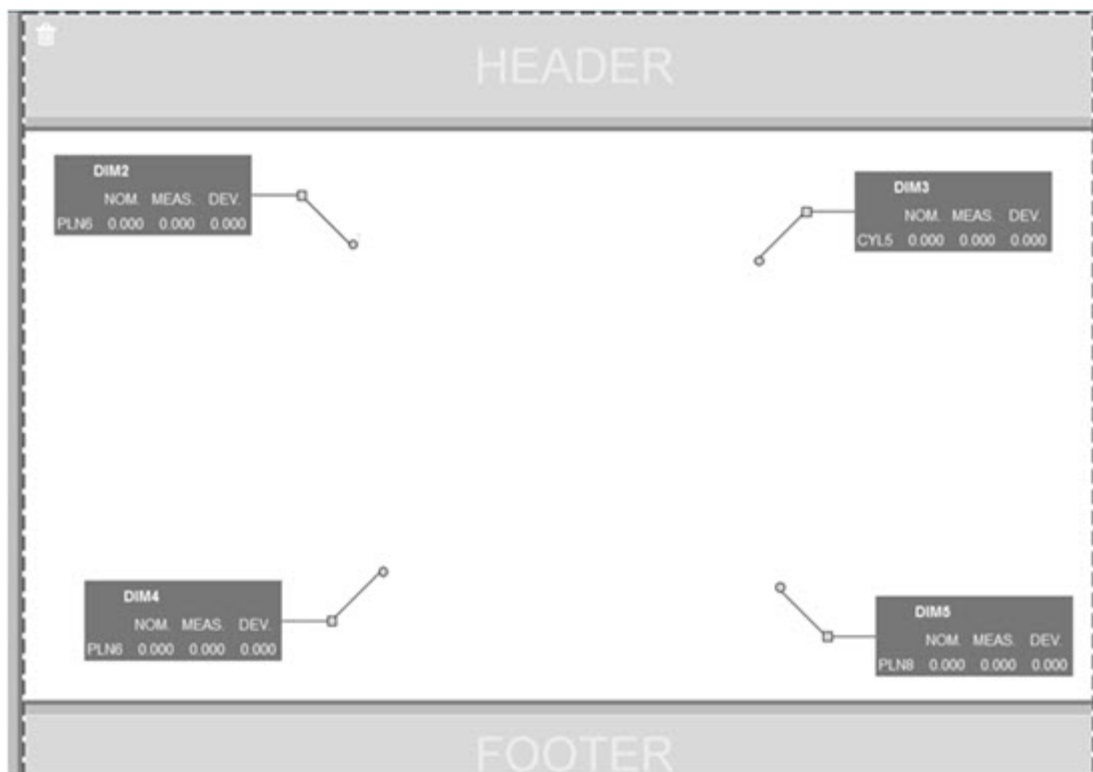 HEADER
DIM2
NOM. MEAS. DEV.
PLN6 0.000 0.000 0.000
DIM3
NOM. MEAS. DEV.
CYL5 0.000 0.000 0.000
DIM4
NOM. MEAS. DEV.
PLN6 0.000 0.000 0.000
DIM5
NOM. MEAS. DEV.
PLN8 0.000 0.000 0.000
FOOTER